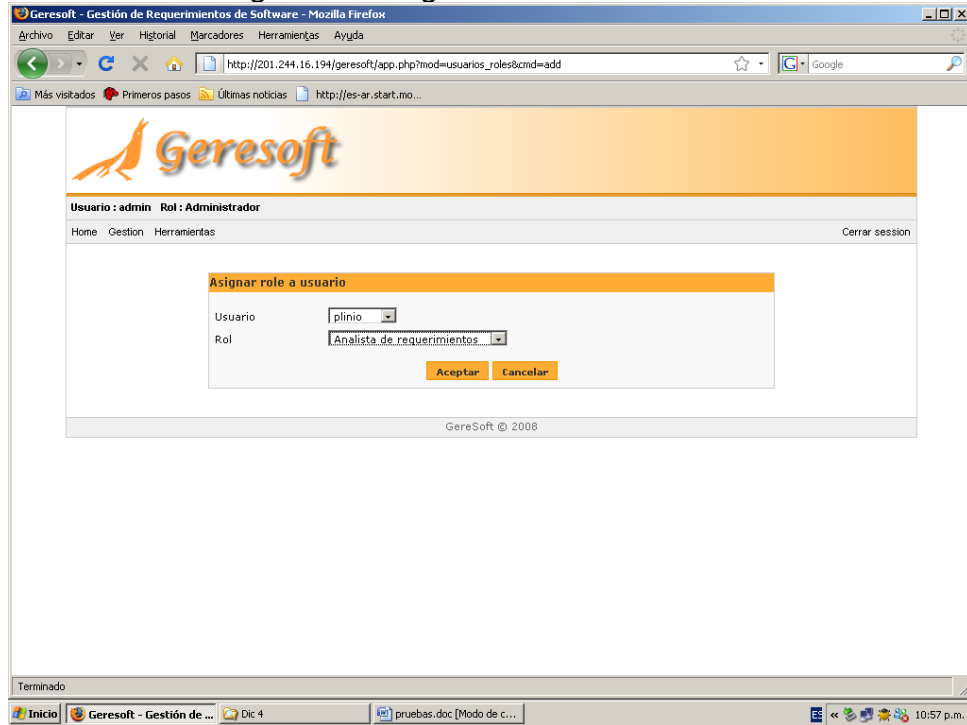 Geresoft - Gestión de Requerimientos de Software - Mozilla Firefox
Archivo Editar Ver Historial Marcadores Herramientas Ayuda
http://201.244.16.194/geresoft/app.php?mod=usuarios_roles&cmd=add
G Google
Más visitados Primeros pasos Últimas noticias http://es-ar.start.mo...
Geresoft
Usuario : admin Rol : Administrador
Home Gestion Herramientas Cerrar session
Asignar role a usuario
Usuario plinio
Rol Analista de requerimientos
Aceptar Cancelar
GereSoft © 2008
Terminado
Inicio Geresoft - Gestión de ... Dic 4 pruebas.doc [Modo de c... ES « 10:57 p.m.